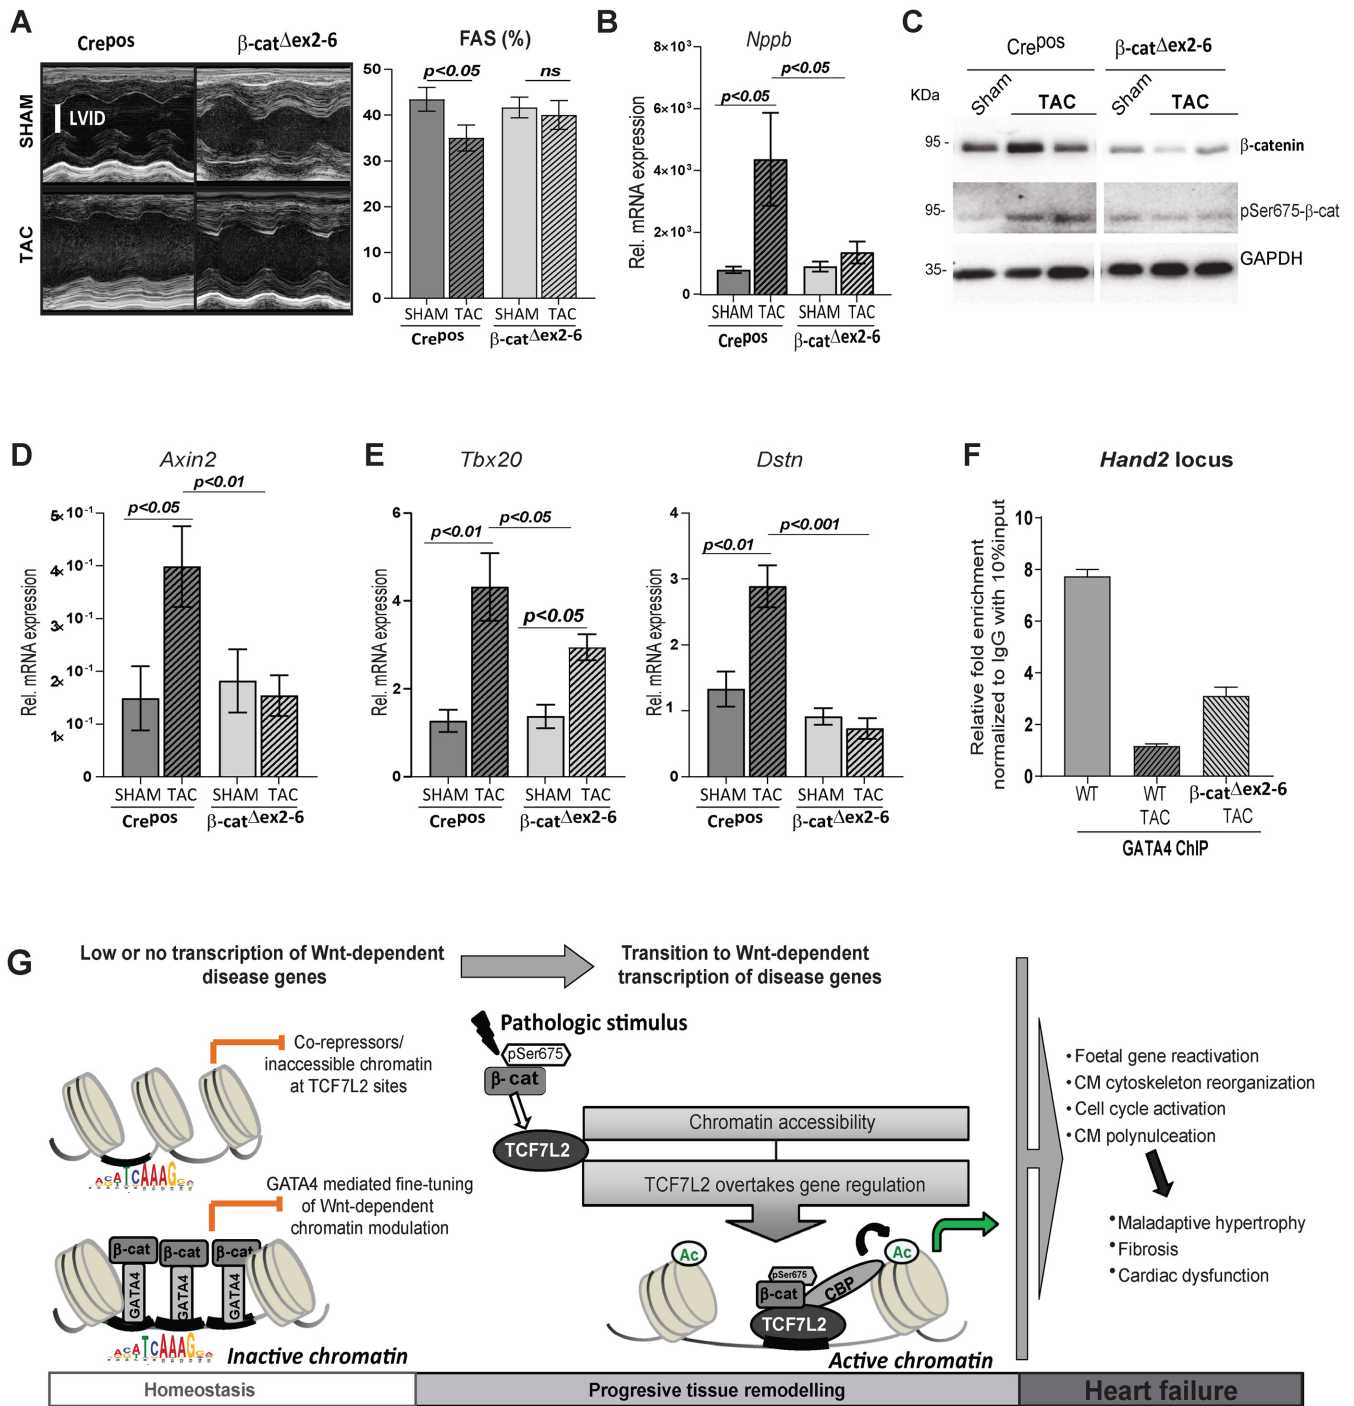 A
Crepos
β-catΔex2-6
SHAM
LVID
TAC
FAS (%)
50
40
30
20
10
0
p<0.05
ns
SHAM TAC
SHAM TAC
Crepos
β-catΔex2-6
B
Nppb
Rel. mRNA expression
8×10³
6×10³
4×10³
2×10³
0
p<0.05
p<0.05
SHAM TAC
SHAM TAC
Crepos
β-catΔex2-6
C
Crepos
β-catΔex2-6
KDa
Sham
TAC
Sham
TAC
95 -
β-catenin
95-
pSer675-β-cat
35-
GAPDH
D
Axin2
Rel. mRNA expression
5× 10⁻¹
4× 10⁻¹
3× 10⁻¹
2× 10⁻¹
1× 10⁻¹
0
p<0.05
p<0.01
SHAM TAC
SHAM TAC
Crepos
β-catΔex2-6
E
Tbx20
Rel. mRNA expression
6
4
2
0
p<0.01
p<0.05
p<0.05
SHAM TAC
SHAM TAC
Crepos
β-catΔex2-6
Dstn
Rel. mRNA expression
4
3
2
1
0
p<0.01
p<0.001
SHAM TAC
SHAM TAC
Crepos
β-catΔex2-6
F
Hand2 locus
Relative fold enrichment
normalized to IgG with 10%input
10
8
6
4
2
0
WT
WT
TAC
β-catΔex2-6
TAC
GATA4 ChIP
G
Low or no transcription of Wnt-dependent
disease genes
Transition to Wnt-dependent
transcription of disease genes
Co-repressors/
inaccessible chromatin
at TCF7L2 sites
ACATCAAAG
GATA4 mediated fine-tuning
of Wnt-dependent
chromatin modulation
β-cat
β-cat
β-cat
GATA4
GATA4
GATA4
ACATCAAAG
Inactive chromatin
Pathologic stimulus
pSer675
β-cat
TCF7L2
Chromatin accessibility
TCF7L2 overtakes gene regulation
Ac
pSer675
β-cat
CBP
TCF7L2
Ac
Active chromatin
• Foetal gene reactivation
• CM cytoskeleton reorganization
• Cell cycle activation
• CM polynulceation
• Maladaptive hypertrophy
• Fibrosis
• Cardiac dysfunction
Homeostasis
Progresive tissue remodelling
Heart failure